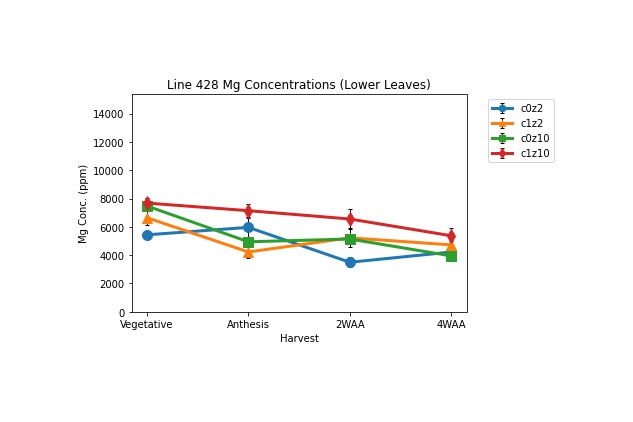 Line 428 Mg Concentrations (Lower Leaves)
14000
12000
10000
8000
6000
4000
2000
0
Mg Conc. (ppm)
Vegetative Anthesis 2WAA 4WAA
Harvest
c0z2
c1z2
c0z10
c1z10